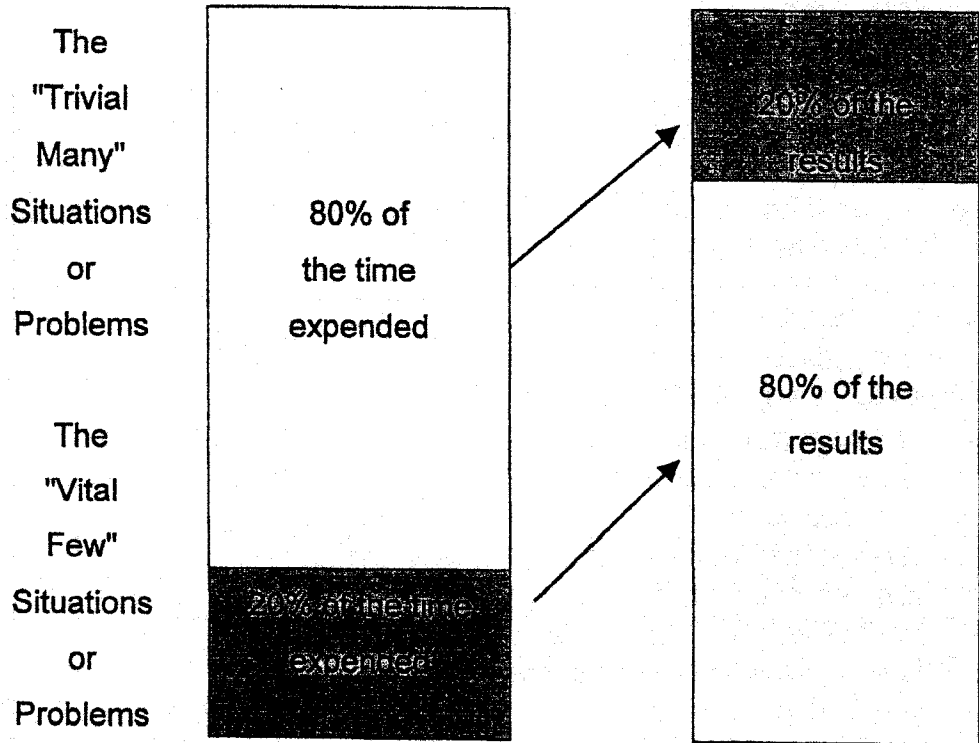 The
"Trivial
Many"
Situations
or
Problems
80% of
the time
expended
20% of the
results
The
"Vital
Few"
Situations
or
Problems
20% of the time
expended
80% of the
results